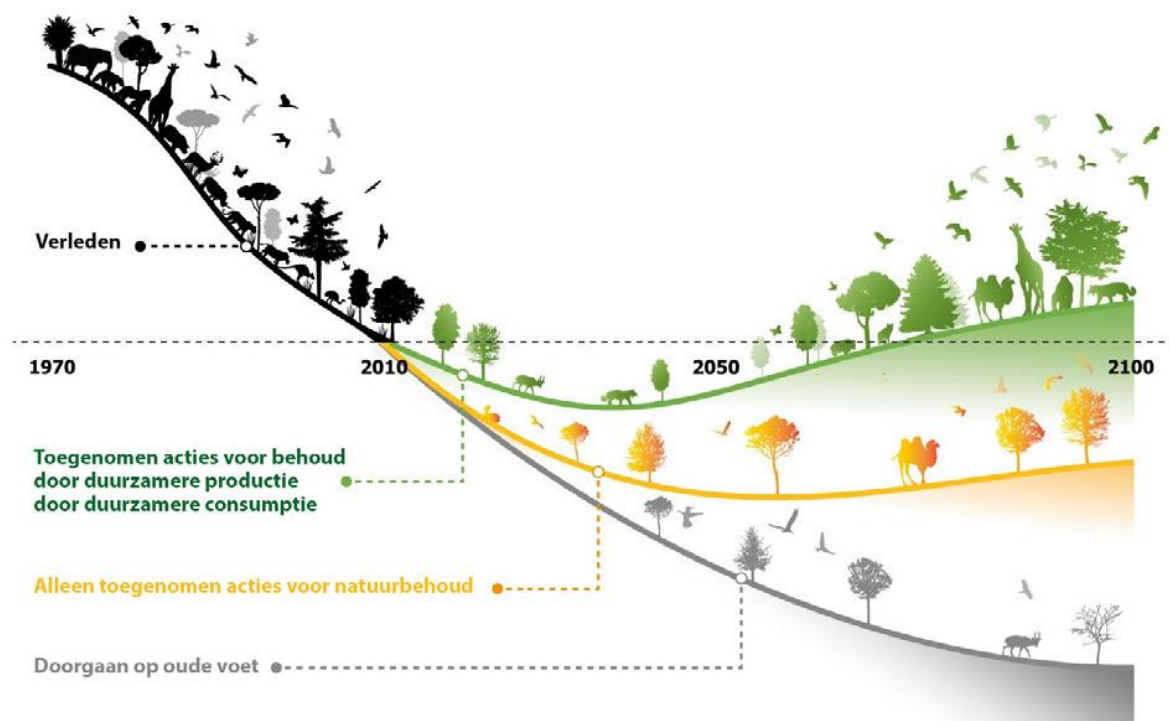 Verleden
1970 2010 2050 2100
Toegenomen acties voor behoud
door duurzamere productie
door duurzamere consumptie
Alleen toegenomen acties voor natuurbehoud
Doorgaan op oude voet